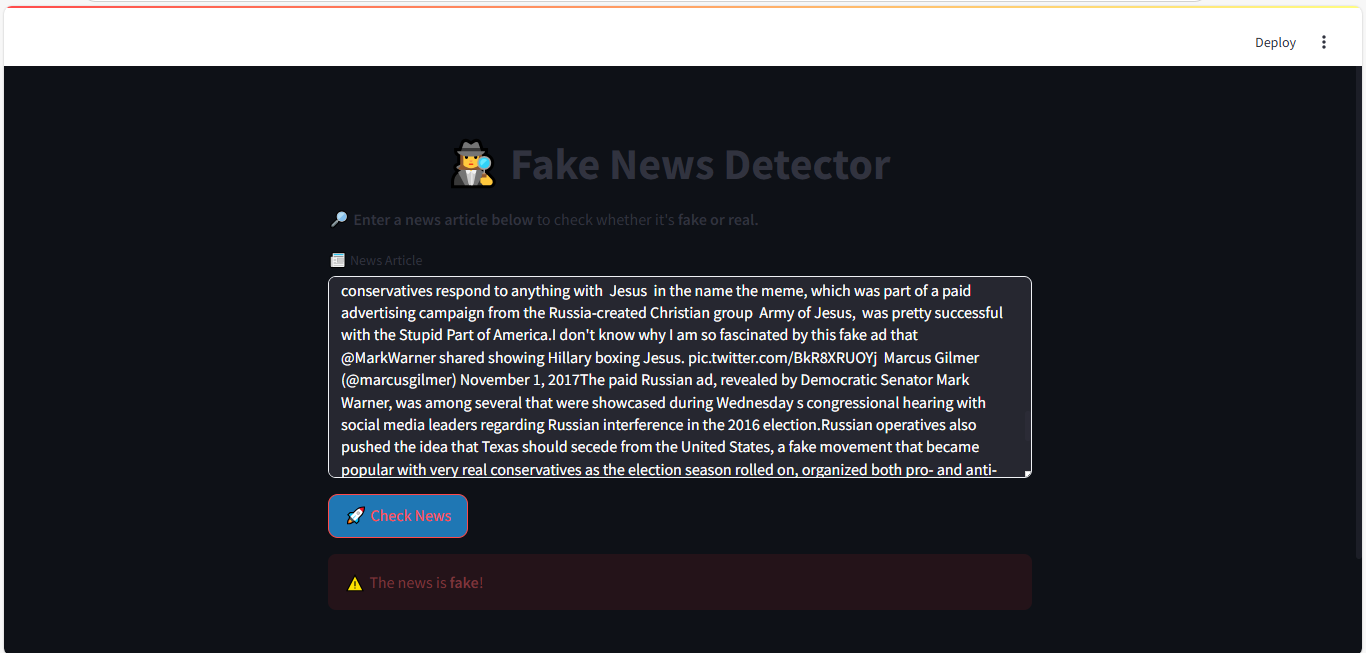 Deploy
Fake News Detector
Enter a news article below to check whether it's fake or real.
News Article
conservatives respond to anything with  Jesus  in the name the meme, which was part of a paid
advertising campaign from the Russia-created Christian group  Army of Jesus,  was pretty successful
with the Stupid Part of America.I don't know why I am so fascinated by this fake ad that
@MarkWarner shared showing Hillary boxing Jesus. pic.twitter.com/BkR8XRUOYj  Marcus Gilmer
(@marcusgilmer) November 1, 2017The paid Russian ad, revealed by Democratic Senator Mark
Warner, was among several that were showcased during Wednesday s congressional hearing with
social media leaders regarding Russian interference in the 2016 election.Russian operatives also
pushed the idea that Texas should secede from the United States, a fake movement that became
popular with very real conservatives as the election season rolled on, organized both pro- and anti-
Check News
The news is fake!